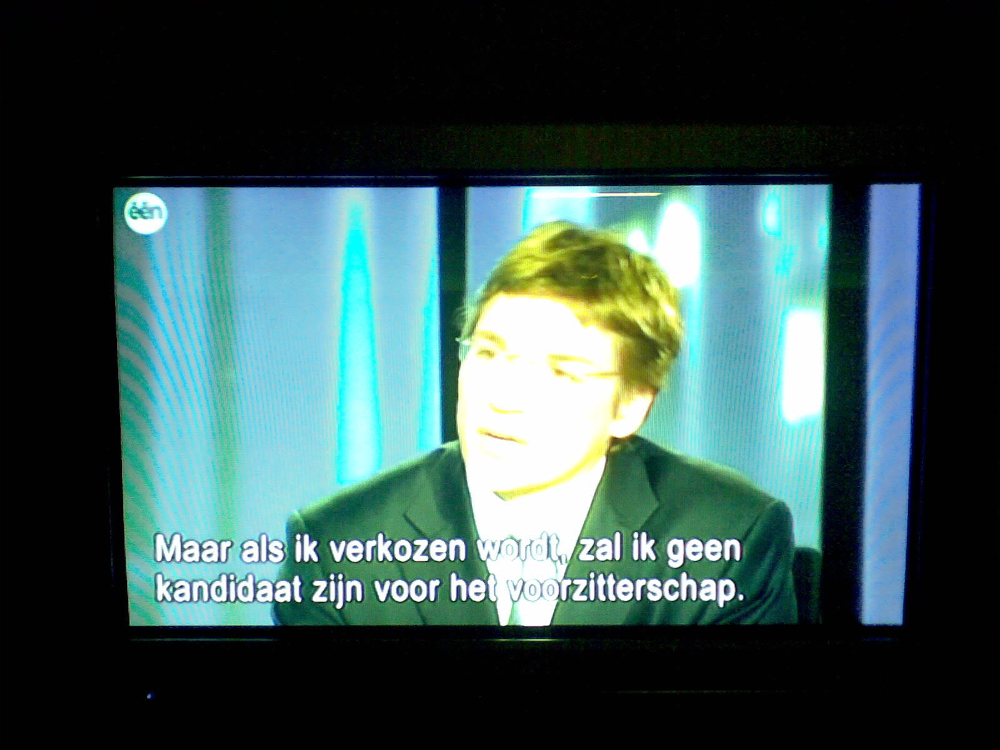 één
Maar als ik verkozen wordt, zal ik geen
kandidaat zijn voor het voorzitterschap.